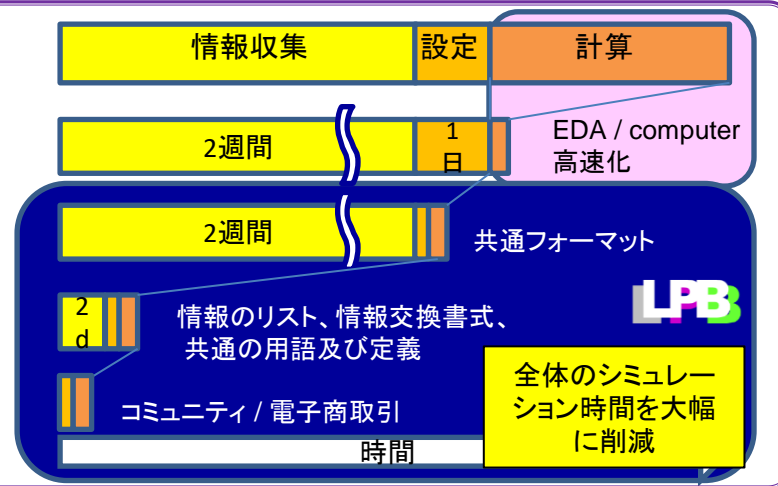 情報収集 設定 計算
2週間 1
日
EDA / computer
高速化
2週間 共通フォーマット
2
d
情報のリスト、情報交換書式、
共通の用語及び定義
LPB
コミュニティ / 電子商取引
全体のシミュレー
ション時間を大幅
に削減
時間